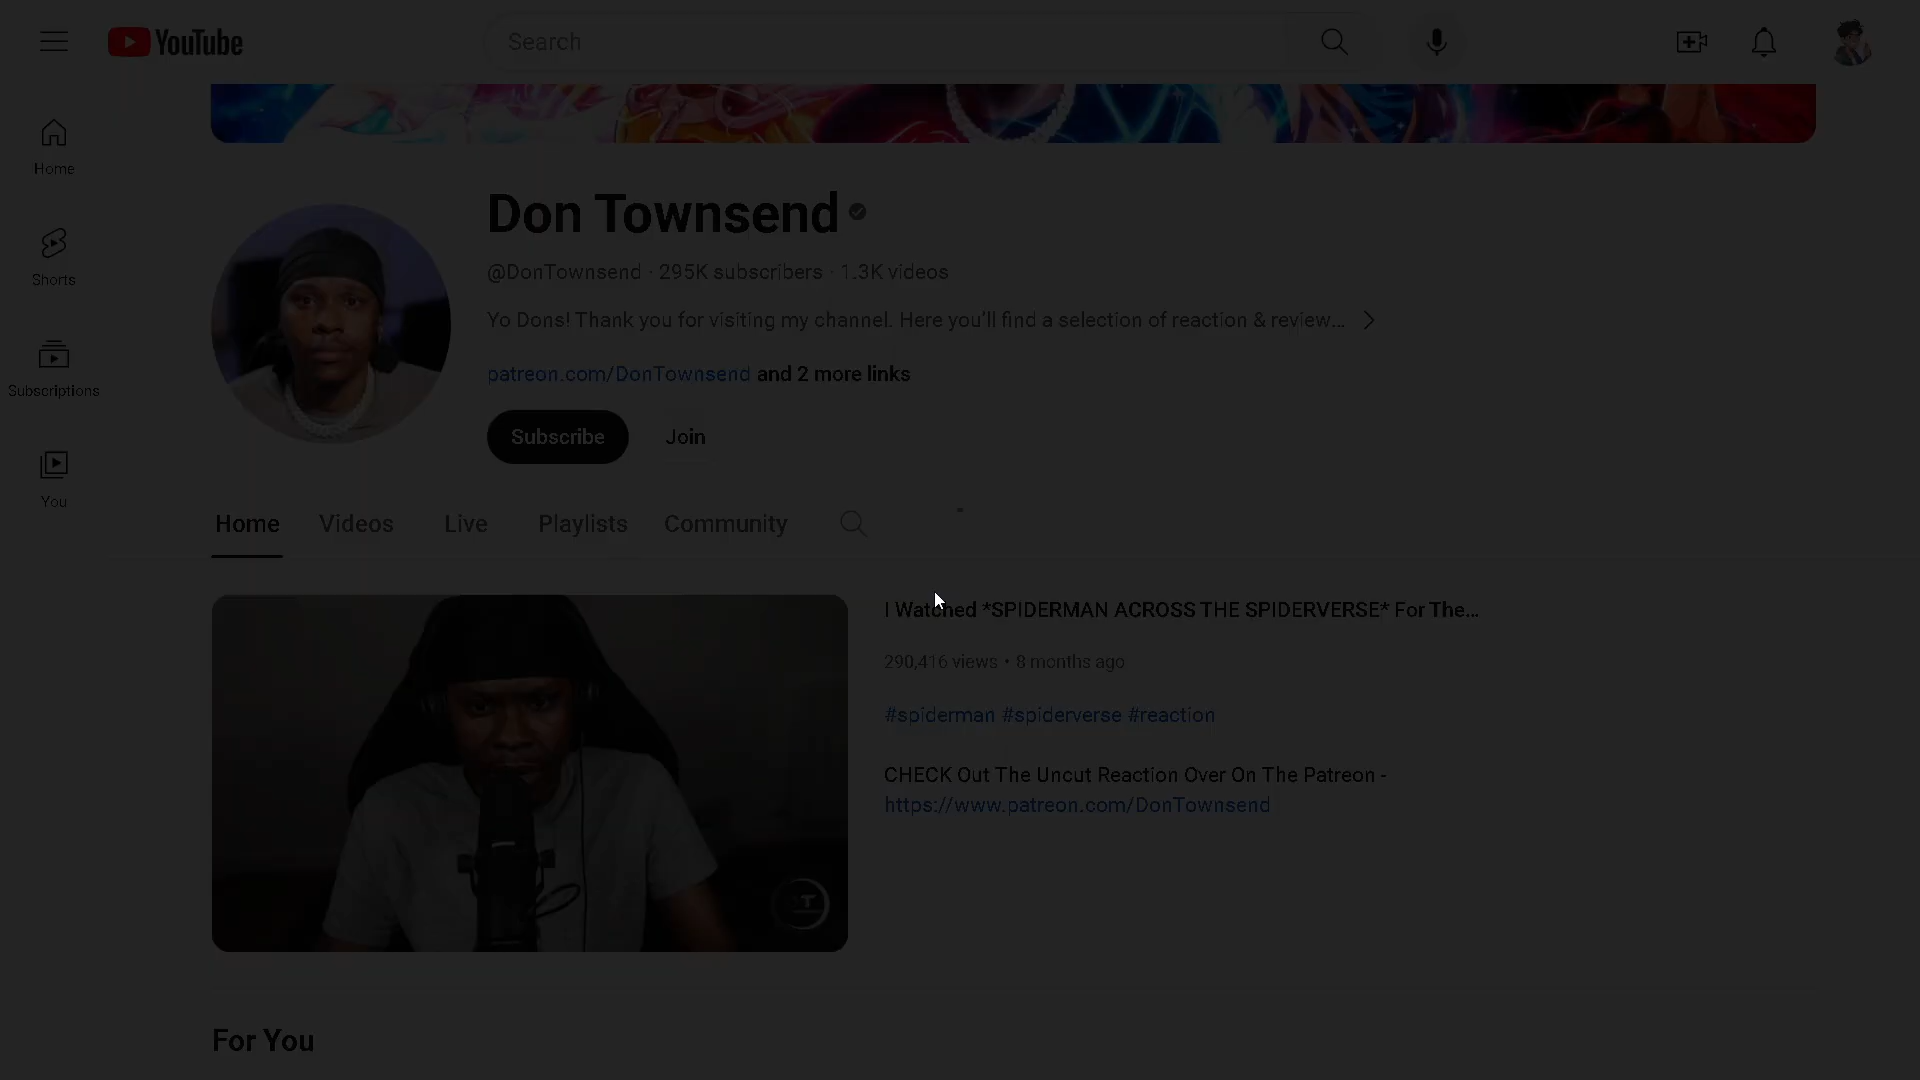 YouTube
Search
Home
Shorts
Subscriptions
You
Don Townsend
@DonTownsend · 295K subscribers · 1.3K videos
Yo Dons! Thank you for visiting my channel. Here you'll find a selection of reaction & review...
patreon.com/DonTownsend and 2 more links
Subscribe Join
Home Videos Live Playlists Community
I Watched *SPIDERMAN ACROSS THE SPIDERVERSE* For The...
290,416 views • 8 months ago
#spiderman #spiderverse #reaction
CHECK Out The Uncut Reaction Over On The Patreon -
https://www.patreon.com/DonTownsend
For You